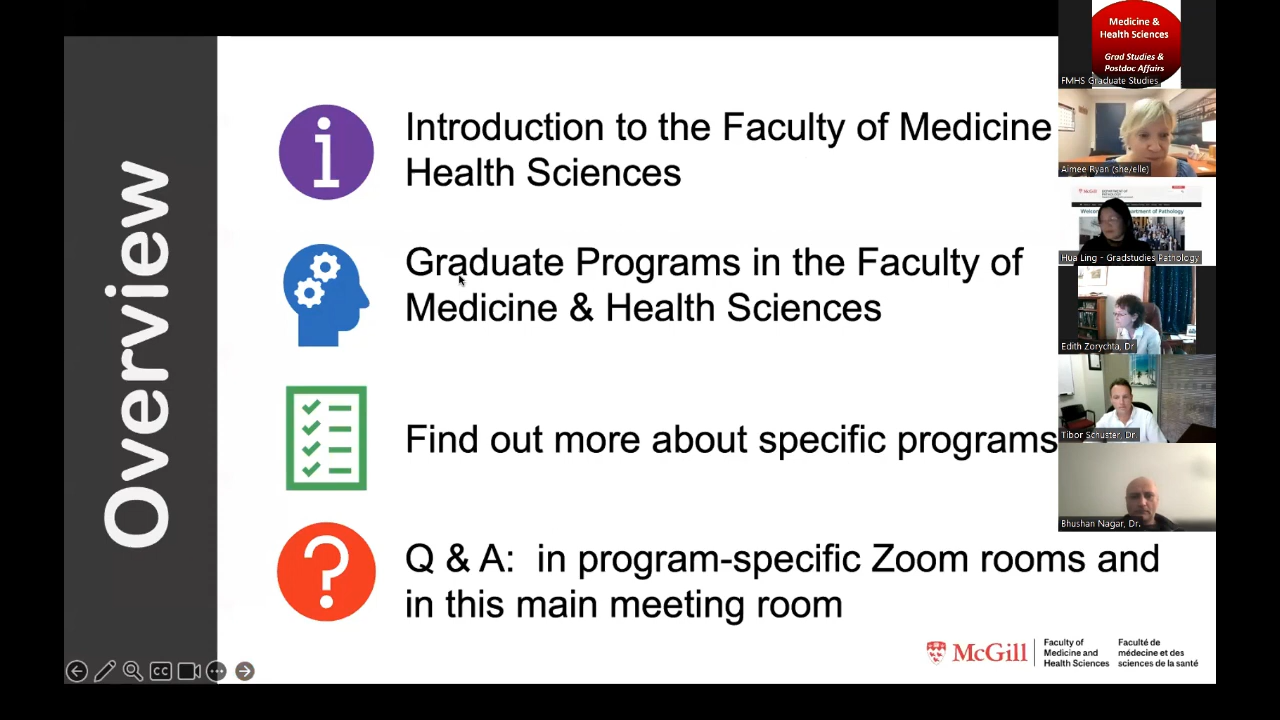 Overview
Introduction to the Faculty of Medicine
Health Sciences
Graduate Programs in the Faculty of
Medicine & Health Sciences
Find out more about specific programs
Q & A: in program-specific Zoom rooms and
in this main meeting room
McGill
Faculty of
Medicine and
Health Sciences
Faculté de
médecine et des
sciences de la santé
CC
Medicine &
Health Sciences
Grad Studies &
Postdoc Affairs
FMHS Graduate Studies
Aimee Ryan (she/elle)
McGill
DEPARTMENT OF
PATHOLOGY
Hua Ling - Gradstudies Pathology
Edith Zorychta, Dr
Tibor Schuster, Dr
Bhushan Nagar, Dr.